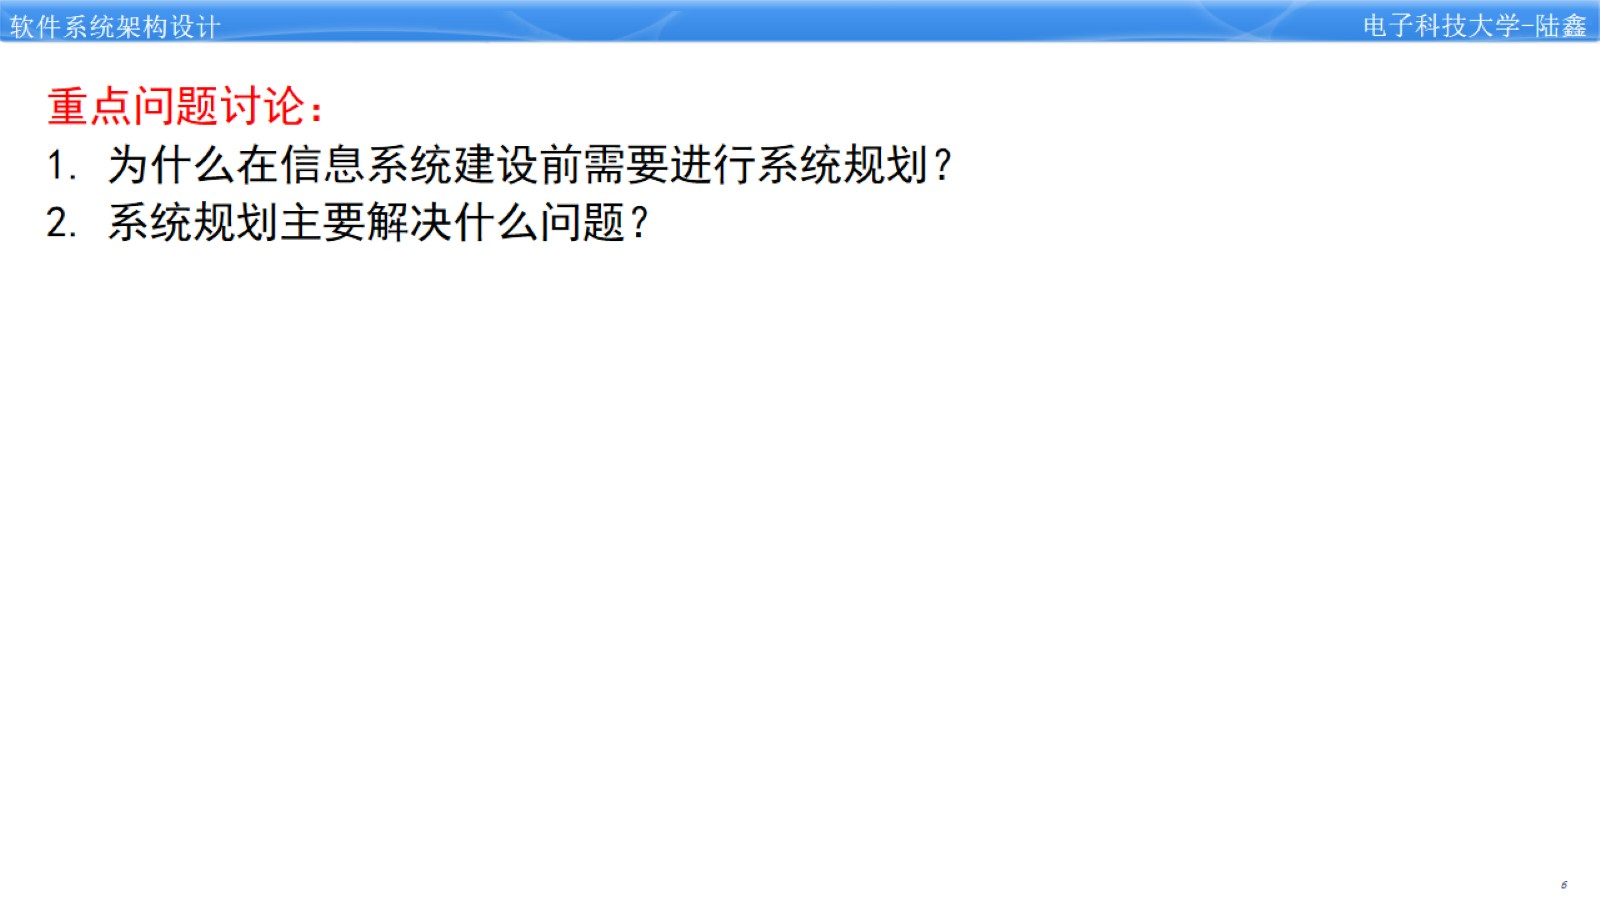 软件系统架构设计
电子科技大学-陆鑫
重点问题讨论：
1. 为什么在信息系统建设前需要进行系统规划？
2. 系统规划主要解决什么问题？
6